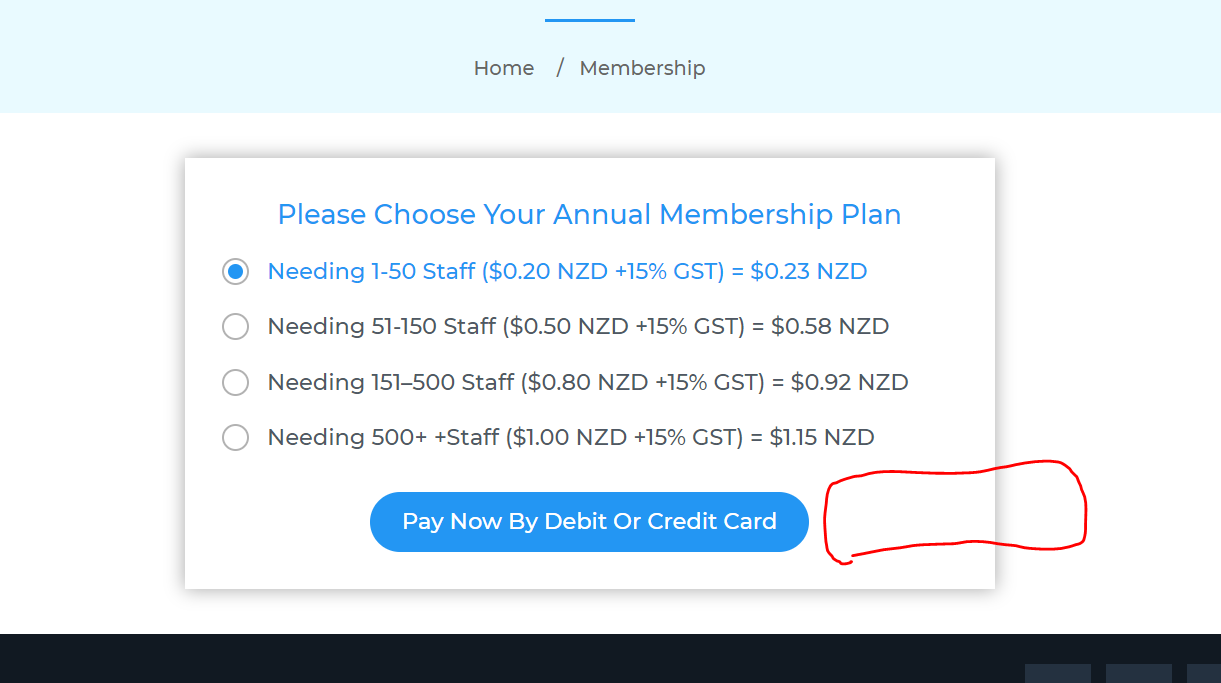 Home / Membership
Please Choose Your Annual Membership Plan
Needing 1-50 Staff ($0.20 NZD +15% GST) = $0.23 NZD
Needing 51-150 Staff ($0.50 NZD +15% GST) = $0.58 NZD
Needing 151–500 Staff ($0.80 NZD +15% GST) = $0.92 NZD
Needing 500+ +Staff ($1.00 NZD +15% GST) = $1.15 NZD
Pay Now By Debit Or Credit Card